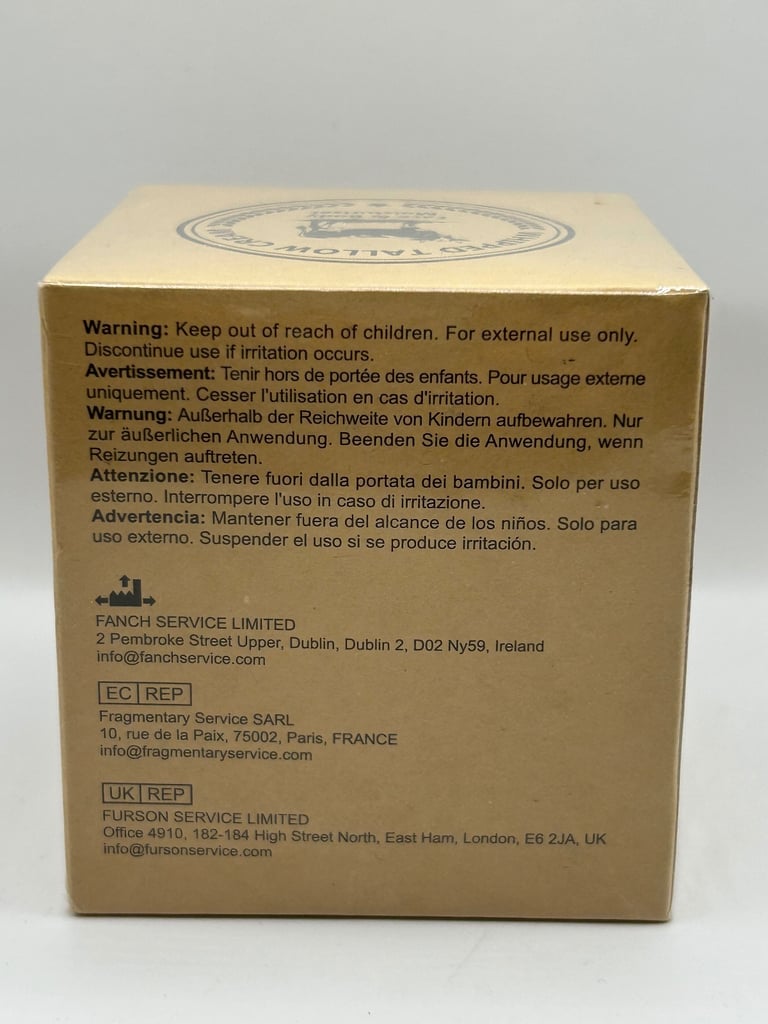 WHIPPED TALLOW CREAM
Warning: Keep out of reach of children. For external use only.
Discontinue use if irritation occurs.
Avertissement: Tenir hors de portée des enfants. Pour usage externe
uniquement. Cesser l'utilisation en cas d'irritation.
Warnung: Außerhalb der Reichweite von Kindern aufbewahren. Nur
zur äußerlichen Anwendung. Beenden Sie die Anwendung, wenn
Reizungen auftreten.
Attenzione: Tenere fuori dalla portata dei bambini. Solo per uso
esterno. Interrompere l'uso in caso di irritazione.
Advertencia: Mantener fuera del alcance de los niños. Solo para
uso externo. Suspender el uso si se produce irritación.
FANCH SERVICE LIMITED
2 Pembroke Street Upper, Dublin, Dublin 2, D02 Ny59, Ireland
info@fanchservice.com
EC REP
Fragmentary Service SARL
10, rue de la Paix, 75002, Paris, FRANCE
info@fragmentaryservice.com
UK REP
FURSON SERVICE LIMITED
Office 4910, 182-184 High Street North, East Ham, London, E6 2JA, UK
info@fursonservice.com